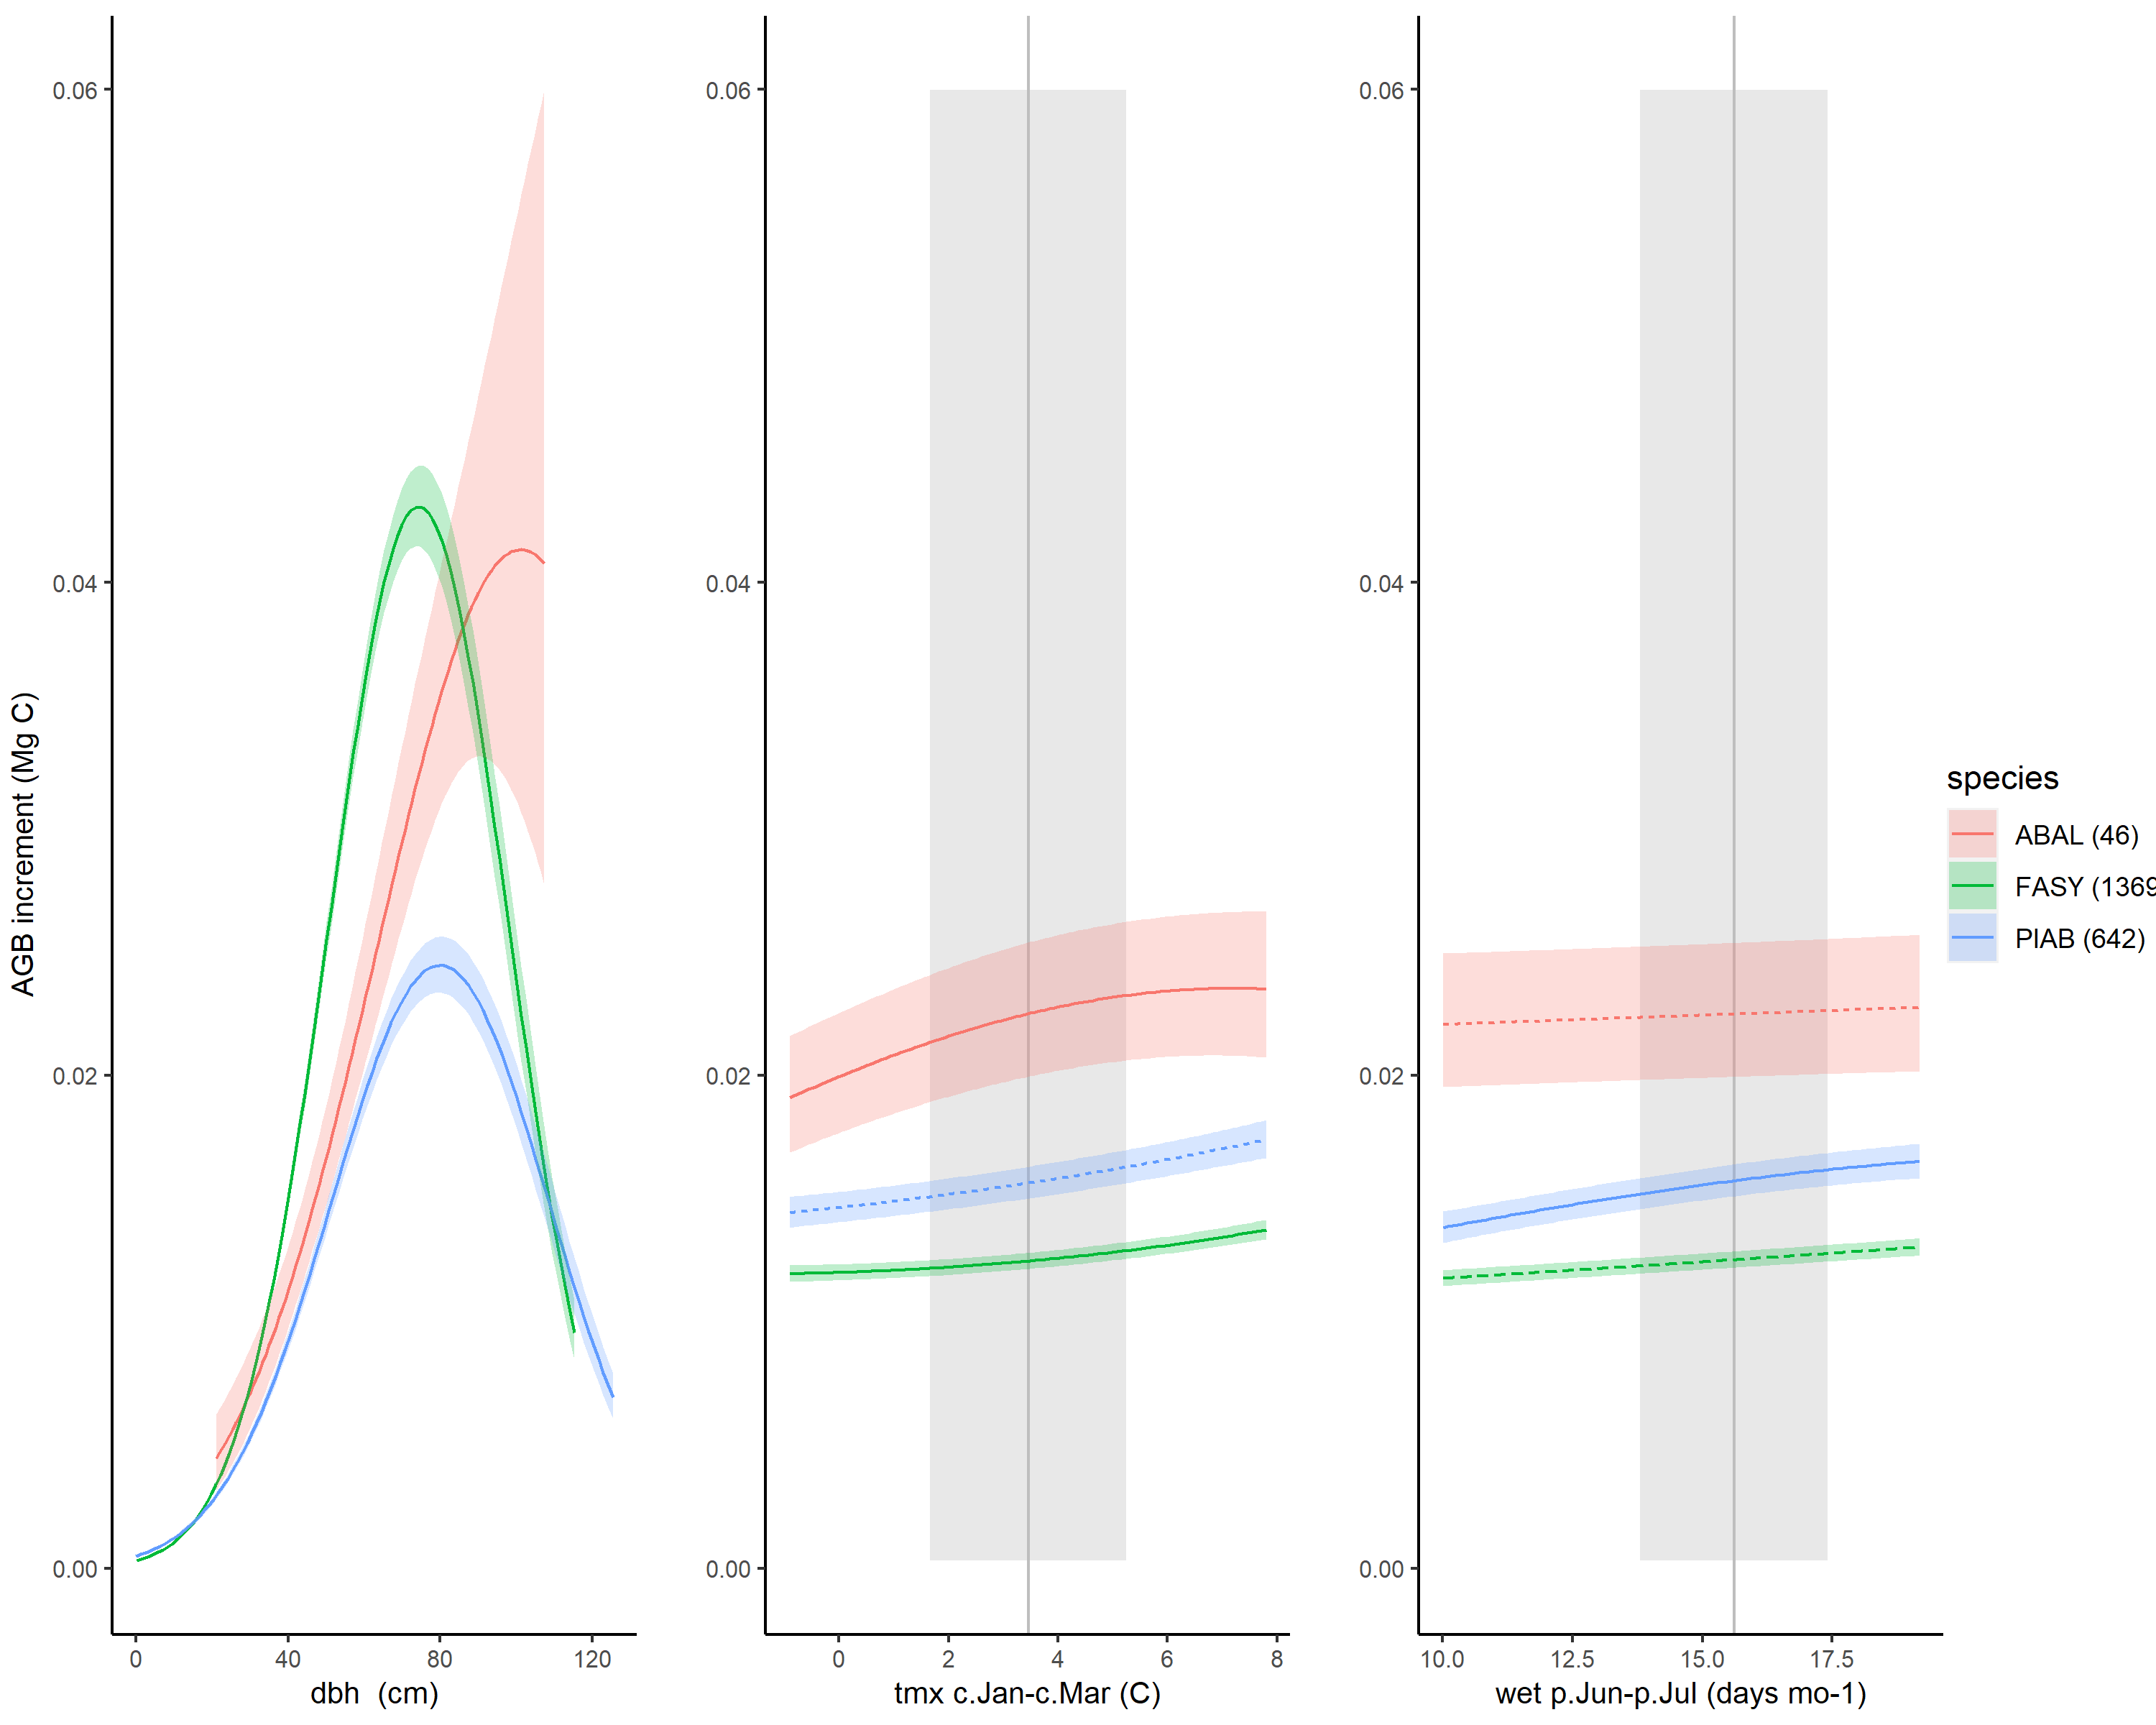 AGB increment (Mg C)
0.06
0.04
0.02
0.00
0 40 80 120
dbh  (cm)
0.06
0.04
0.02
0.00
0 2 4 6 8
tmx c.Jan-c.Mar (C)
0.06
0.04
0.02
0.00
10.0 12.5 15.0 17.5
wet p.Jun-p.Jul (days mo-1)
species
ABAL (46)
FASY (1369
PIAB (642)